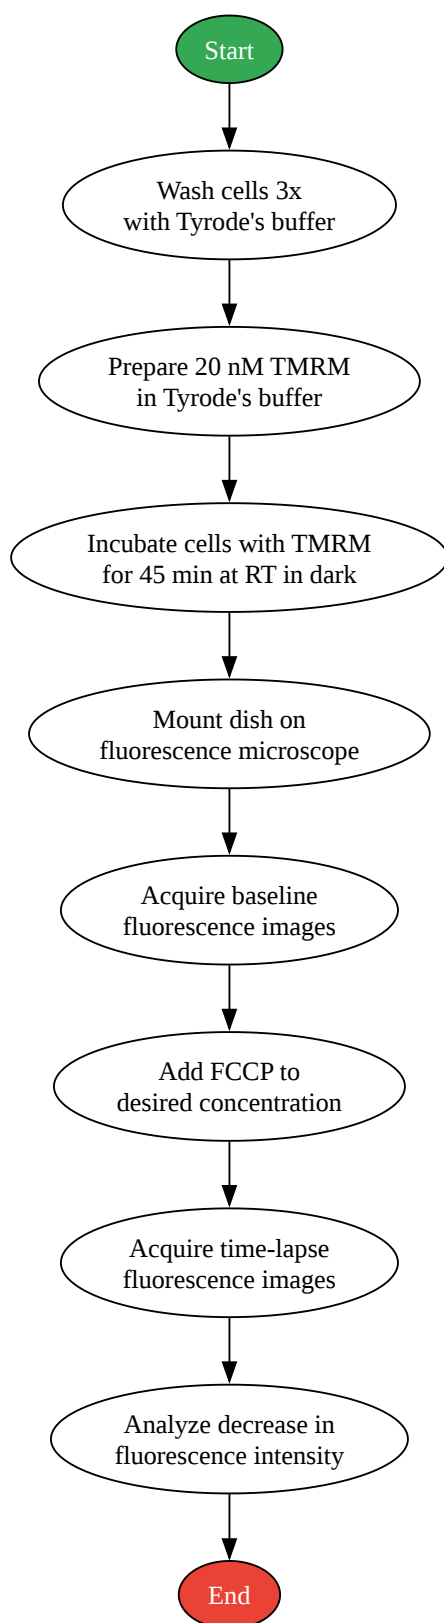 Start
Wash cells 3x
with Tyrode's buffer
Prepare 20 nM TMRM
in Tyrode's buffer
Incubate cells with TMRM
for 45 min at RT in dark
Mount dish on
fluorescence microscope
Acquire baseline
fluorescence images
Add FCCP to
desired concentration
Acquire time-lapse
fluorescence images
Analyze decrease in
fluorescence intensity
End